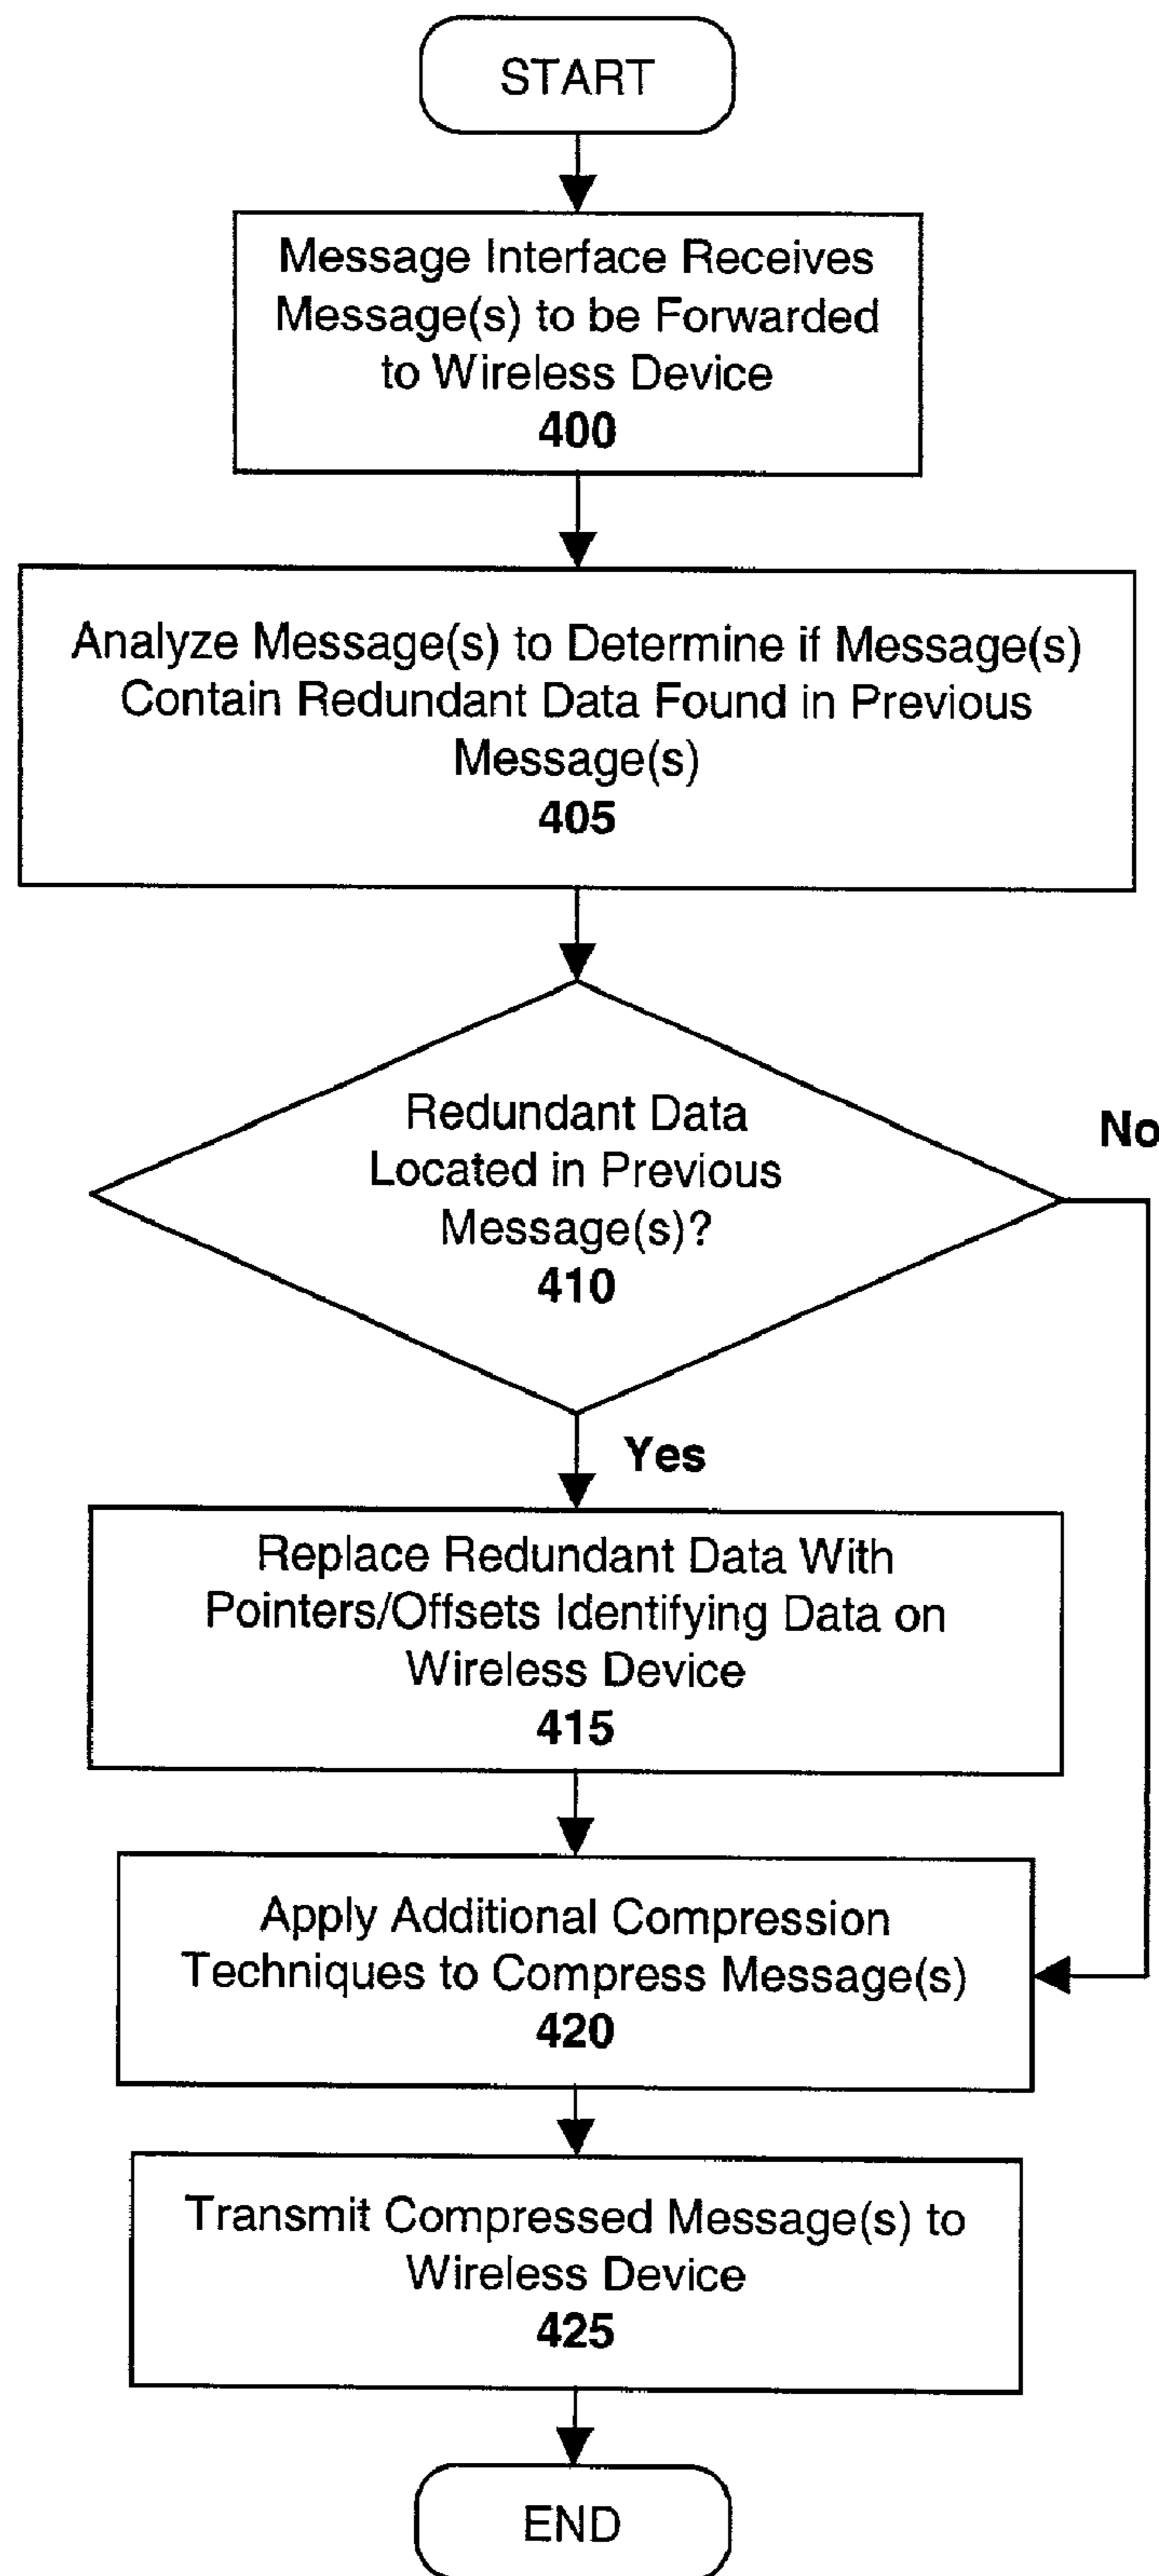 START
Message Interface Receives
Message(s) to be Forwarded
to Wireless Device
400
Analyze Message(s) to Determine if Message(s)
Contain Redundant Data Found in Previous
Message(s)
405
Redundant Data
Located in Previous
Message(s)?
410
No
Yes
Replace Redundant Data With
Pointers/Offsets Identifying Data on
Wireless Device
415
Apply Additional Compression
Techniques to Compress Message(s)
420
Transmit Compressed Message(s) to
Wireless Device
425
END